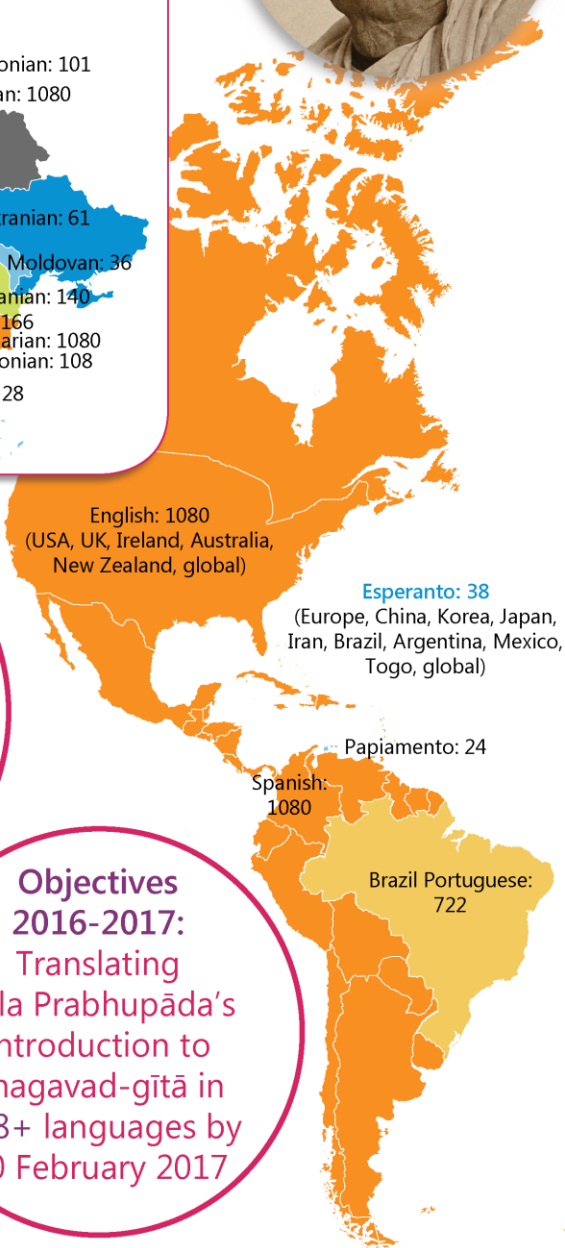 onian: 101
an: 1080
ranian: 61
Moldovan: 36
anian: 140
166
arian: 1080
onian: 108
28
English: 1080
(USA, UK, Ireland, Australia,
New Zealand, global)
Esperanto: 38
(Europe, China, Korea, Japan,
Iran, Brazil, Argentina, Mexico,
Togo, global)
Papiamento: 24
Spanish:
1080
Brazil Portuguese:
722
Objectives
2016-2017:
Translating
la Prabhupāda’s
ntroduction to
hagavad-gītā in
8+ languages by
0 February 2017